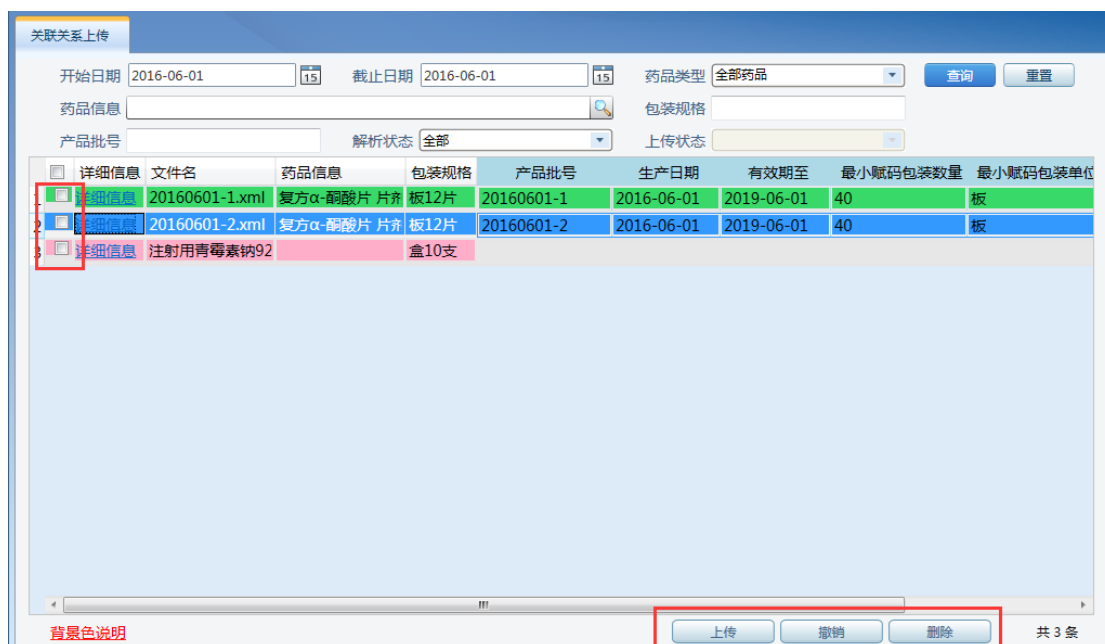 关联关系上传
开始日期 2016-06-01 15 截止日期 2016-06-01 15 药品类型 全部药品 查询 重置
药品信息 包装规格
产品批号 解析状态 全部 上传状态
详细信息 文件名 药品信息 包装规格 产品批号 生产日期 有效期至 最小赋码包装数量 最小赋码包装单位
1 详细信息 20160601-1.xml 复方α-酮酸片 片剂 板12片 20160601-1 2016-06-01 2019-06-01 40 板
2 详细信息 20160601-2.xml 复方α-酮酸片 片剂 板12片 20160601-2 2016-06-01 2019-06-01 40 板
3 详细信息 注射用青霉素钠92 盒10支
背景色说明 上传 撤销 删除 共 3 条